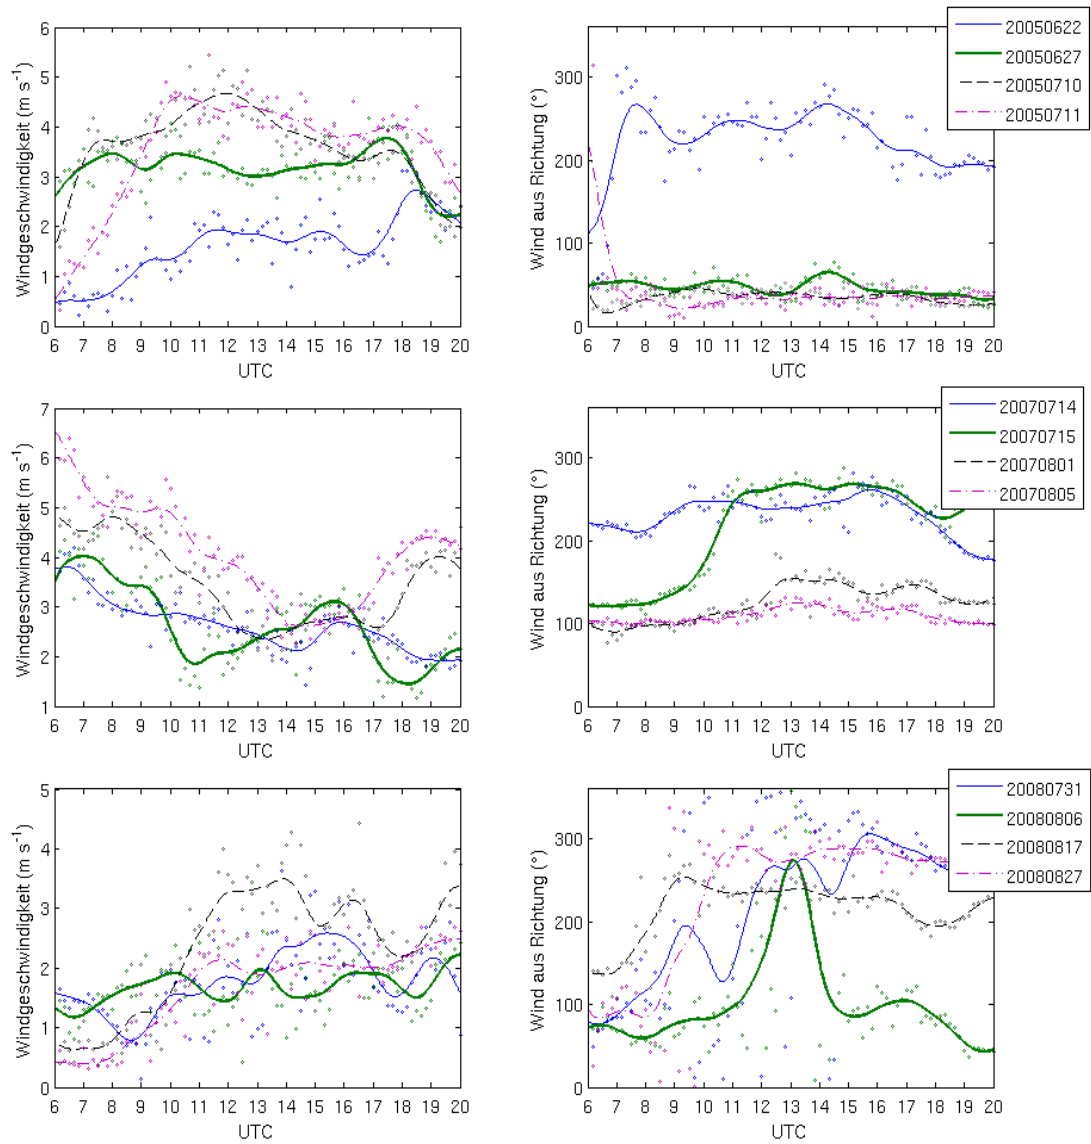 6
5
4
3
2
1
0
Windgeschwindigkeit (m s⁻¹)
6 7 8 9 10 11 12 13 14 15 16 17 18 19 20
UTC
300
200
100
0
Wind aus Richtung (°)
6 7 8 9 10 11 12 13 14 15 16 17 18 19 20
UTC
20050622
20050627
20050710
20050711
7
6
5
4
3
2
1
Windgeschwindigkeit (m s⁻¹)
6 7 8 9 10 11 12 13 14 15 16 17 18 19 20
UTC
300
200
100
0
Wind aus Richtung (°)
6 7 8 9 10 11 12 13 14 15 16 17 18 19 20
UTC
20070714
20070715
20070801
20070805
5
4
3
2
1
0
Windgeschwindigkeit (m s⁻¹)
6 7 8 9 10 11 12 13 14 15 16 17 18 19 20
UTC
300
200
100
0
Wind aus Richtung (°)
6 7 8 9 10 11 12 13 14 15 16 17 18 19 20
UTC
20080731
20080806
20080817
20080827